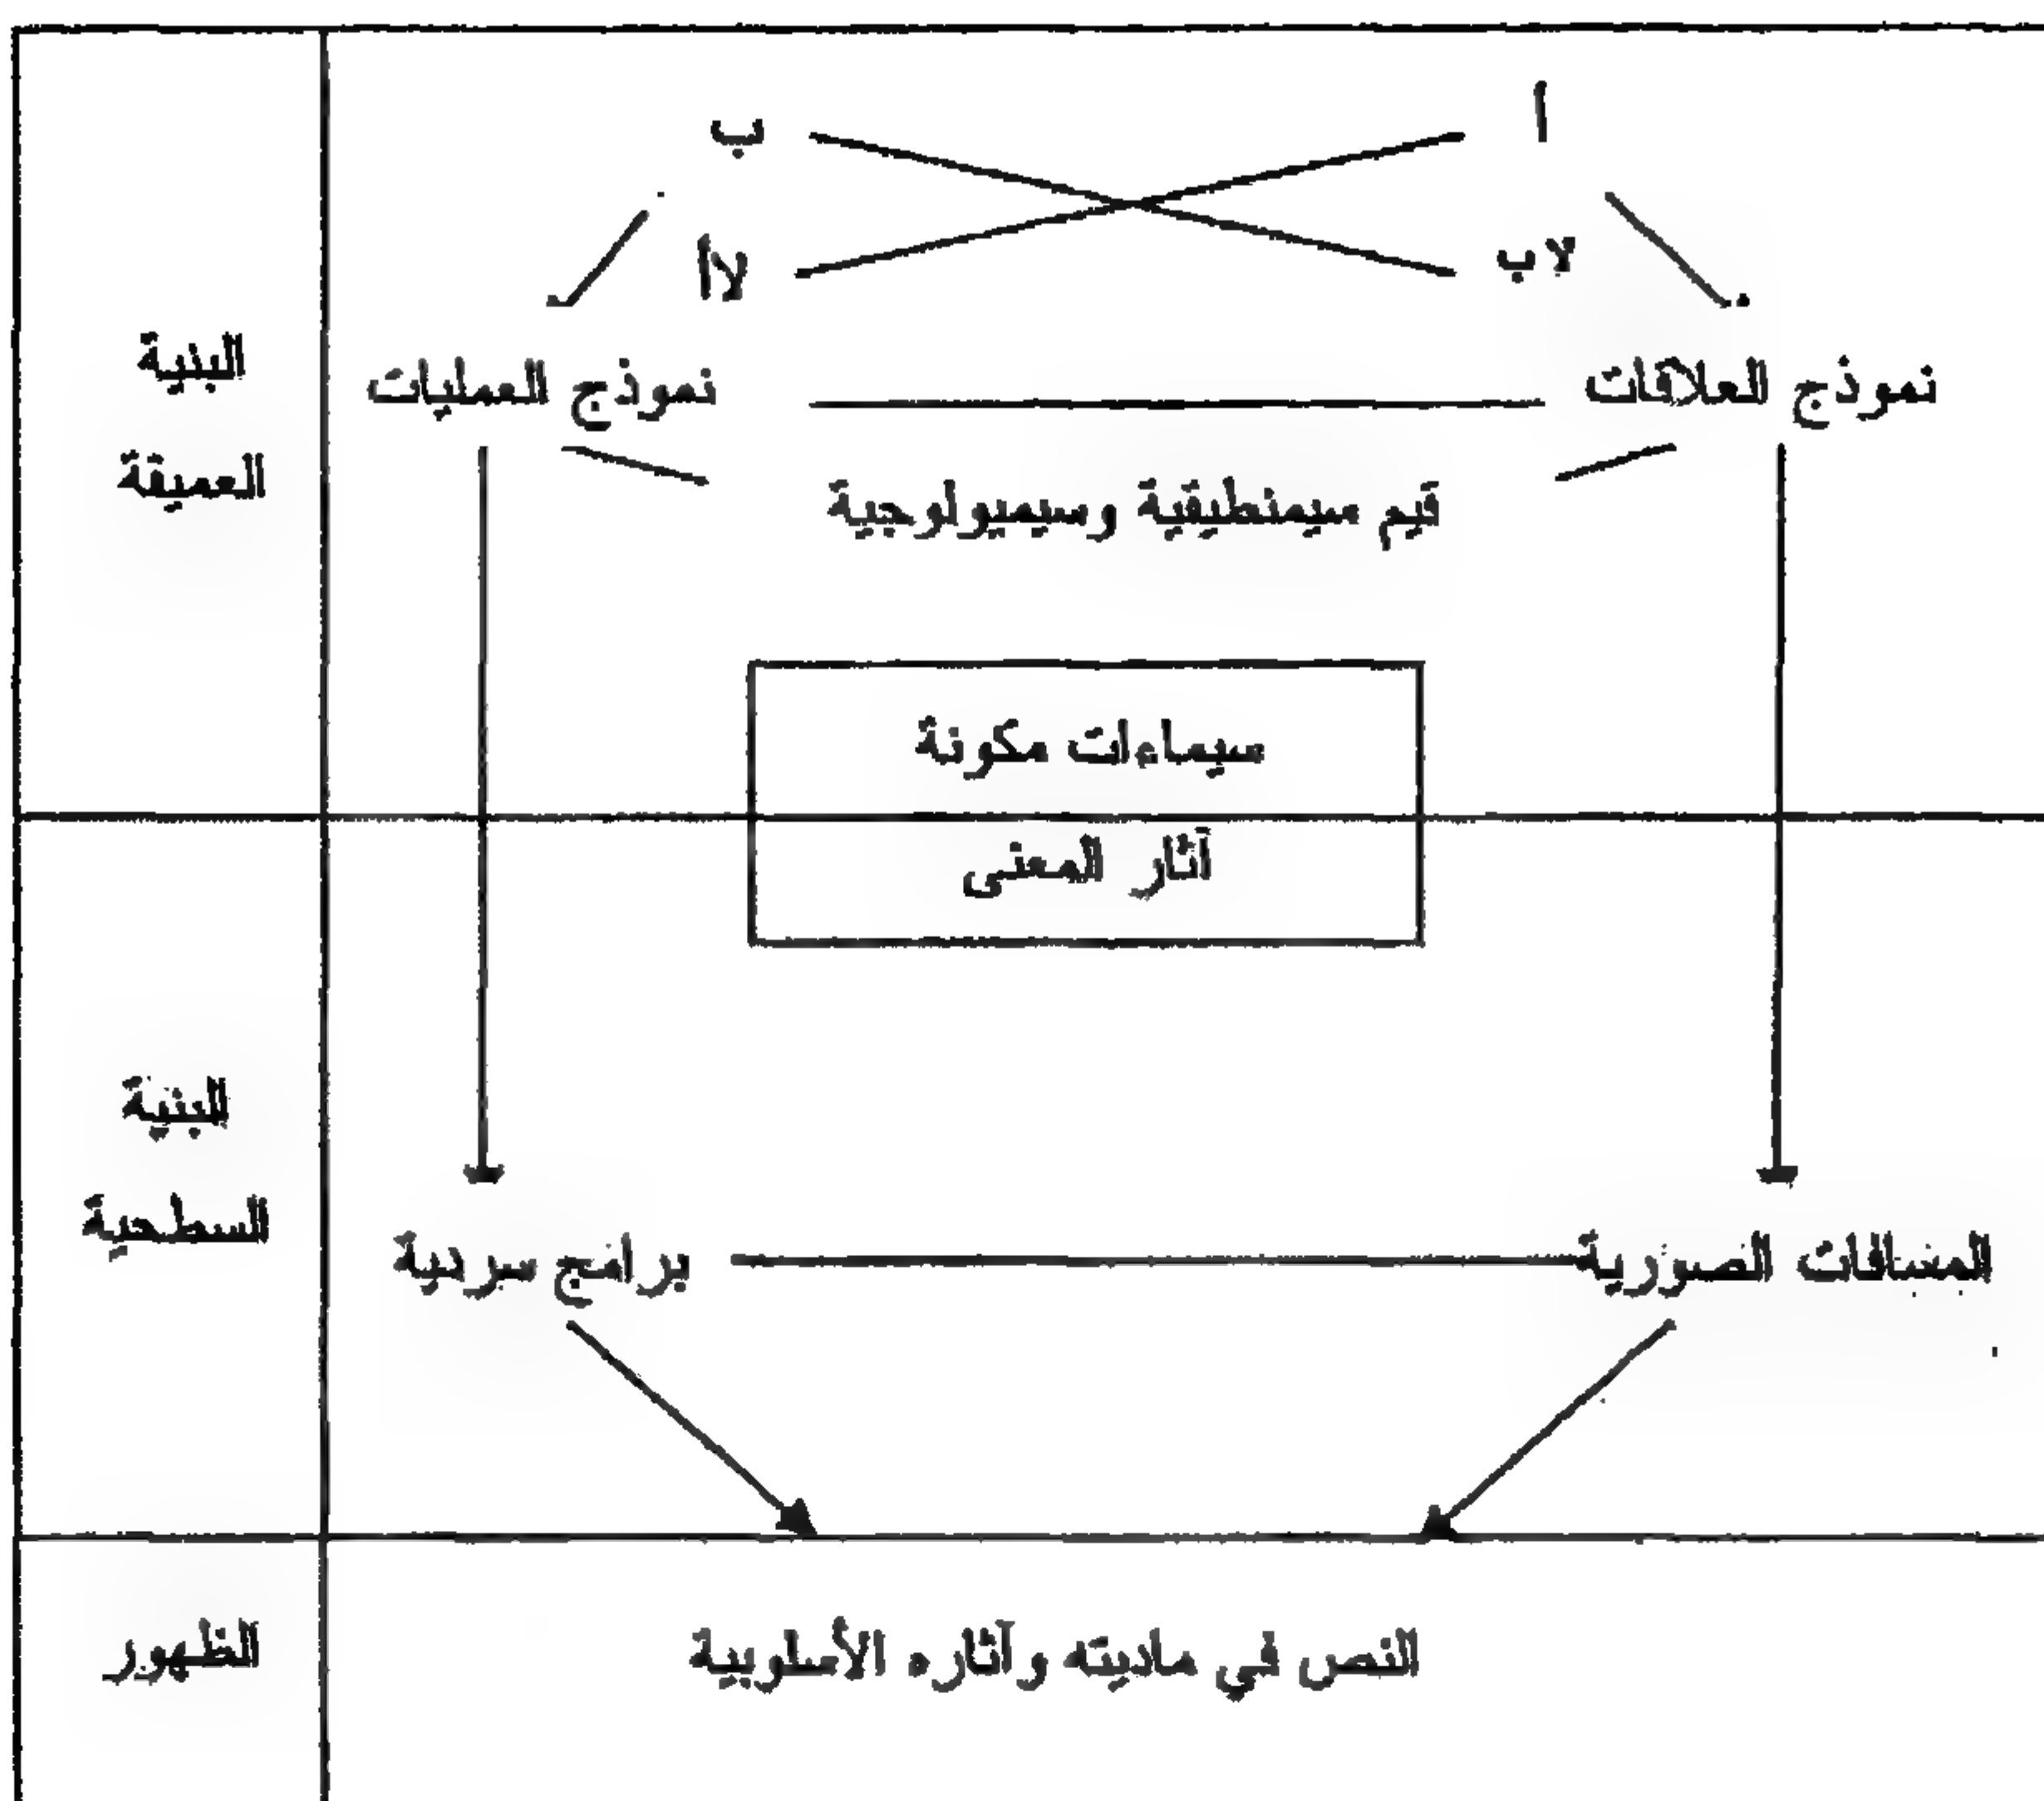 أ
ب
لاب
لاأ
نموذج العلاقات
نموذج العمليات
قيم سيمنطيقية وسيميولوجية
البنية
العميقة
سيماءات مكونة
آثار المعنى
البنية
السطحية
المسافات الصورية
برامج سردية
النص في ماديته وآثاره الأسلوبية
الظهور